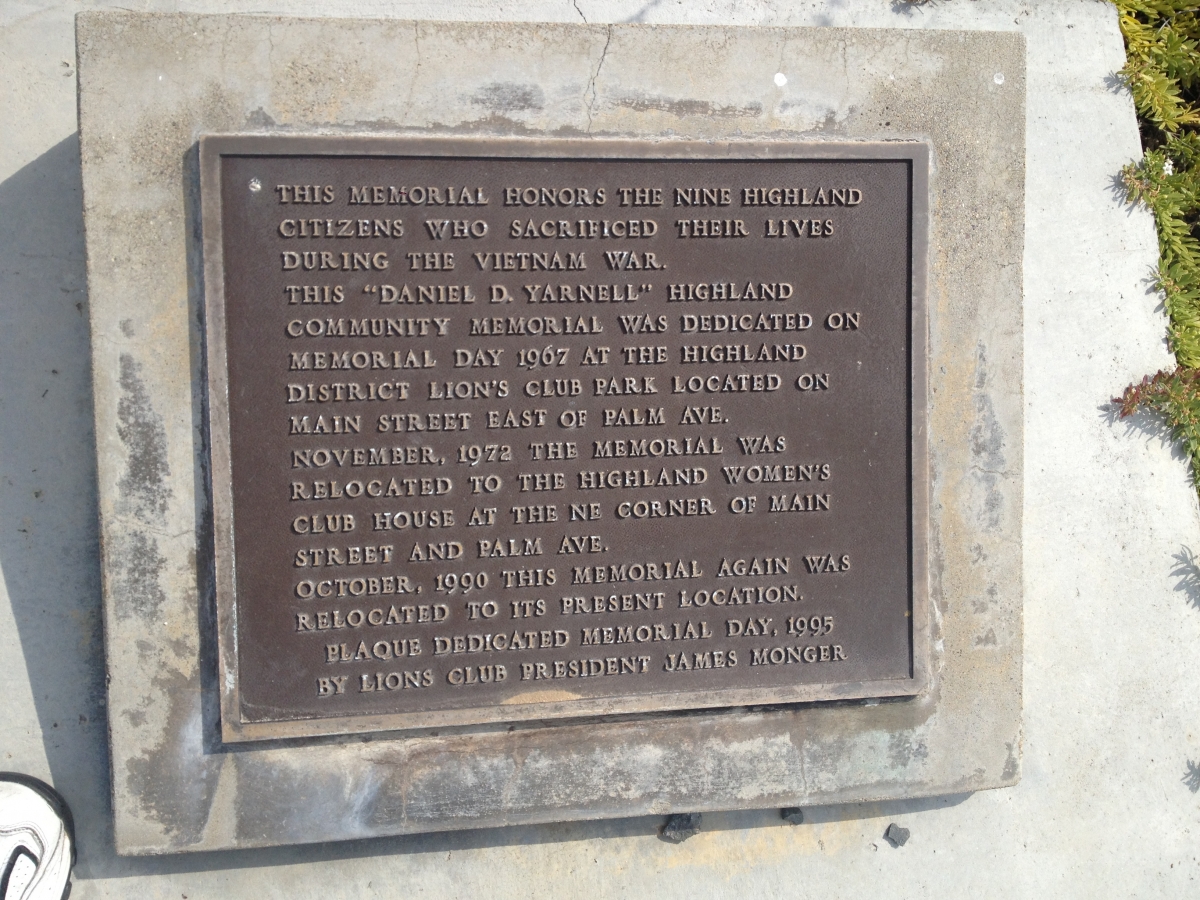 THIS MEMORIAL HONORS THE NINE HIGHLAND
CITIZENS WHO SACRIFICED THEIR LIVES
DURING THE VIETNAM WAR.
THIS "DANIEL D. YARNELL" HIGHLAND
COMMUNITY MEMORIAL WAS DEDICATED ON
MEMORIAL DAY 1967 AT THE HIGHLAND
DISTRICT LION'S CLUB PARK LOCATED ON
MAIN STREET EAST OF PALM AVE.
NOVEMBER, 1972 THE MEMORIAL WAS
RELOCATED TO THE HIGHLAND WOMEN'S
CLUB HOUSE AT THE NE CORNER OF MAIN
STREET AND PALM AVE.
OCTOBER, 1990 THIS MEMORIAL AGAIN WAS
RELOCATED TO ITS PRESENT LOCATION.
PLAQUE DEDICATED MEMORIAL DAY, 1995
BY LIONS CLUB PRESIDENT JAMES MONGER